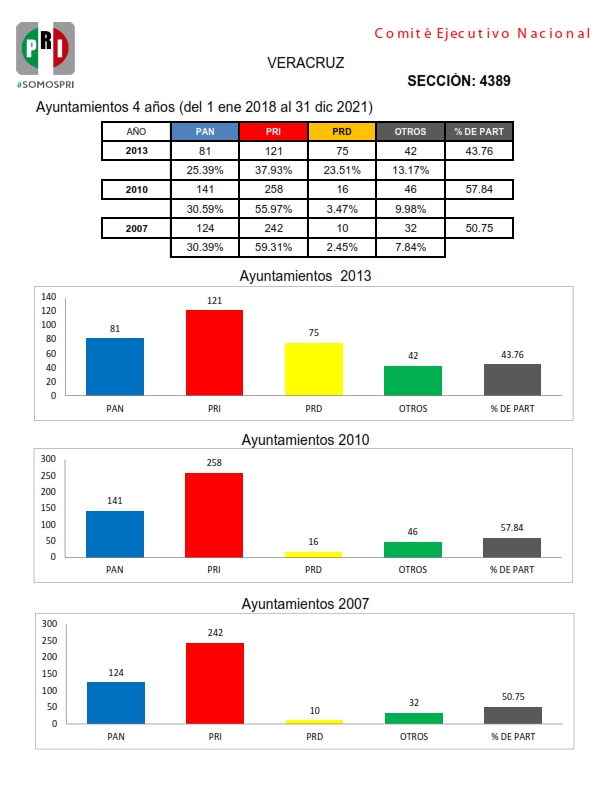 Comité Ejecutivo Nacional
PRI
#SOMOSPRI
VERACRUZ
SECCIÓN: 4389
Ayuntamientos 4 años (del 1 ene 2018 al 31 dic 2021)
AÑO PAN PRI PRD OTROS % DE PART
2013 81 121 75 42 43.76
25.39% 37.93% 23.51% 13.17%
2010 141 258 16 46 57.84
30.59% 55.97% 3.47% 9.98%
2007 124 242 10 32 50.75
30.39% 59.31% 2.45% 7.84%
Ayuntamientos 2013
140
120
100
80
60
40
20
0
81 121 75 42 43.76
PAN PRI PRD OTROS % DE PART
Ayuntamientos 2010
300
250
200
150
100
50
0
141 258 16 46 57.84
PAN PRI PRD OTROS % DE PART
Ayuntamientos 2007
300
250
200
150
100
50
0
124 242 10 32 50.75
PAN PRI PRD OTROS % DE PART